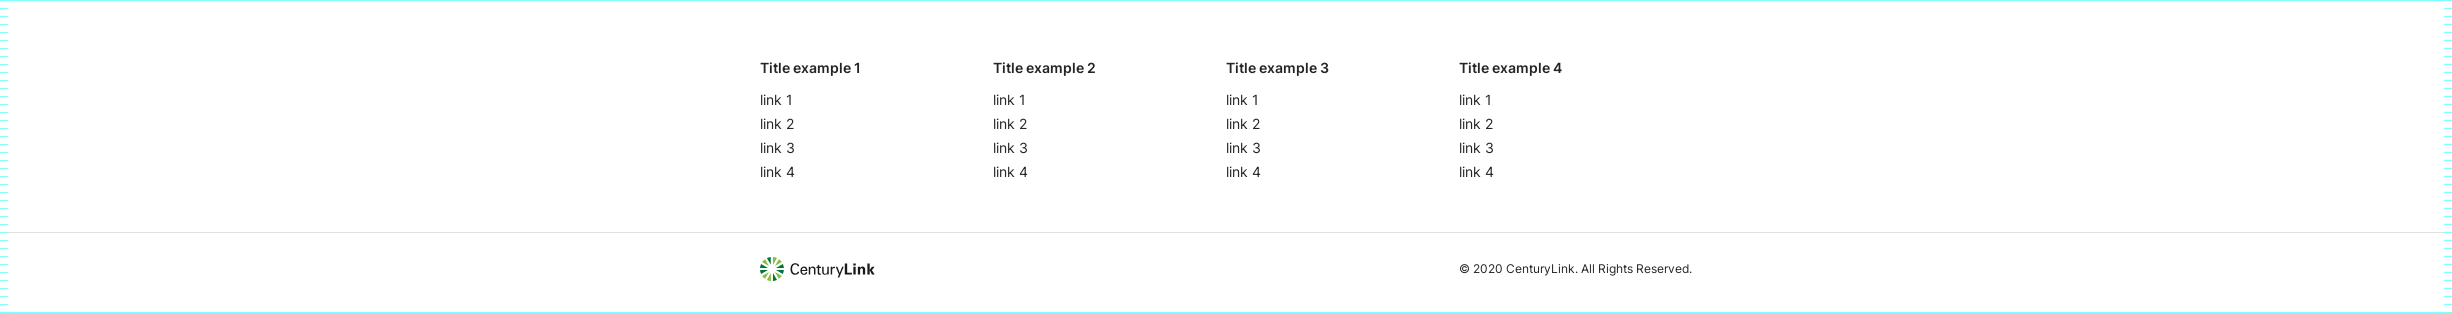 Title example 1
link 1
link 2
link 3
link 4
Title example 2
link 1
link 2
link 3
link 4
Title example 3
link 1
link 2
link 3
link 4
Title example 4
link 1
link 2
link 3
link 4
CenturyLink
© 2020 CenturyLink. All Rights Reserved.